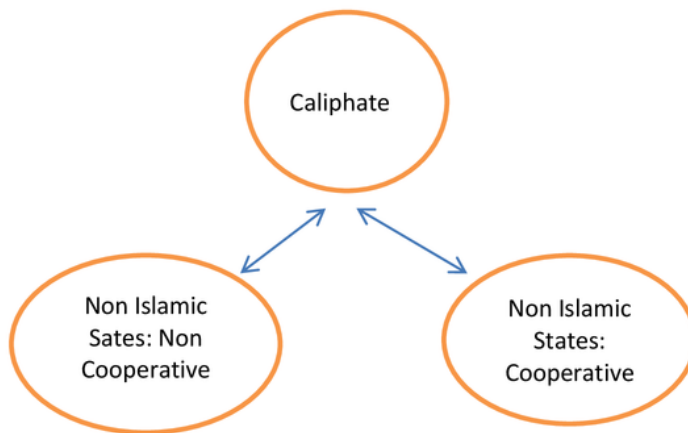 Caliphate
Non Islamic
Sates: Non
Cooperative
Non Islamic
States:
Cooperative